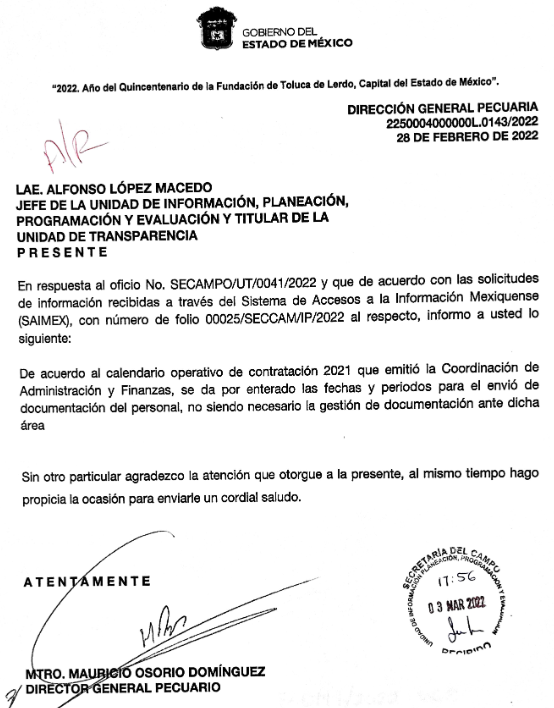 GOBIERNO DEL
ESTADO DE MÉXICO
"2022. Año del Quincentenario de la Fundación de Toluca de Lerdo, Capital del Estado de México".
DIRECCIÓN GENERAL PECUARIA
2250004000000L.0143/2022
28 DE FEBRERO DE 2022
A/R
LAE. ALFONSO LÓPEZ MACEDO
JEFE DE LA UNIDAD DE INFORMACIÓN, PLANEACIÓN,
PROGRAMACIÓN Y EVALUACIÓN Y TITULAR DE LA
UNIDAD DE TRANSPARENCIA
P R E S E N T E
En respuesta al oficio No. SECAMPO/UT/0041/2022 y que de acuerdo con las solicitudes
de información recibidas a través del Sistema de Accesos a la Información Mexiquense
(SAIMEX), con número de folio 00025/SECCAM/IP/2022 al respecto, informo a usted lo
siguiente:
De acuerdo al calendario operativo de contratación 2021 que emitió la Coordinación de
Administración y Finanzas, se da por enterado las fechas y periodos para el envió de
documentación del personal, no siendo necesario la gestión de documentación ante dicha
área
Sin otro particular agradezco la atención que otorgue a la presente, al mismo tiempo hago
propicia la ocasión para enviarle un cordial saludo.
A T E N T A M E N T E
MTRO. MAURICIO OSORIO DOMÍNGUEZ
DIRECTOR GENERAL PECUARIO
SECRETARÍA DEL CAMPO
UNIDAD DE INFORMACIÓN PLANEACIÓN, PROGRAMACIÓN Y EVALUACIÓN
17:56
03 MAR 2022
RECIBIDO